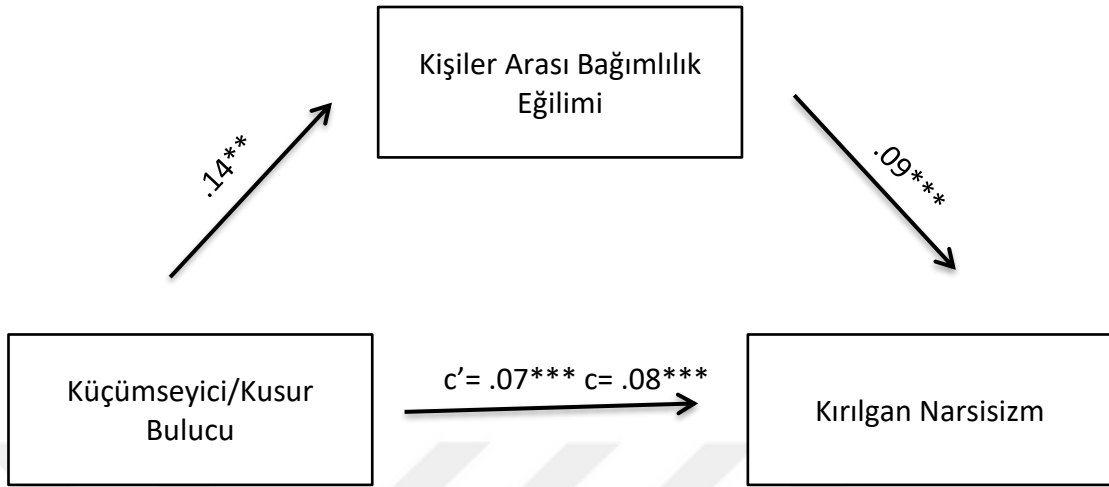 Kişiler Arası Bağımlılık
Eğilimi
.14**
.09***
Küçümseyici/Kusur
Bulucu
c’= .07*** c= .08***
Kırılgan Narsisizm